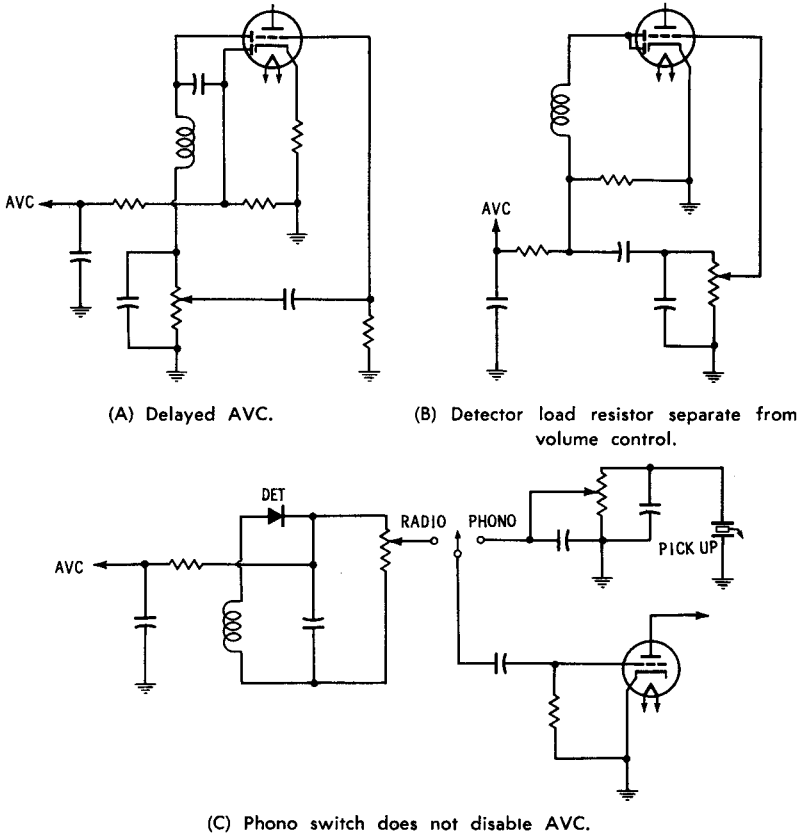 AVC
(A) Delayed AVC.
AVC
(B) Detector load resistor separate from
volume control.
DET
RADIO PHONO
PICK UP
AVC
(C) Phono switch does not disable AVC.